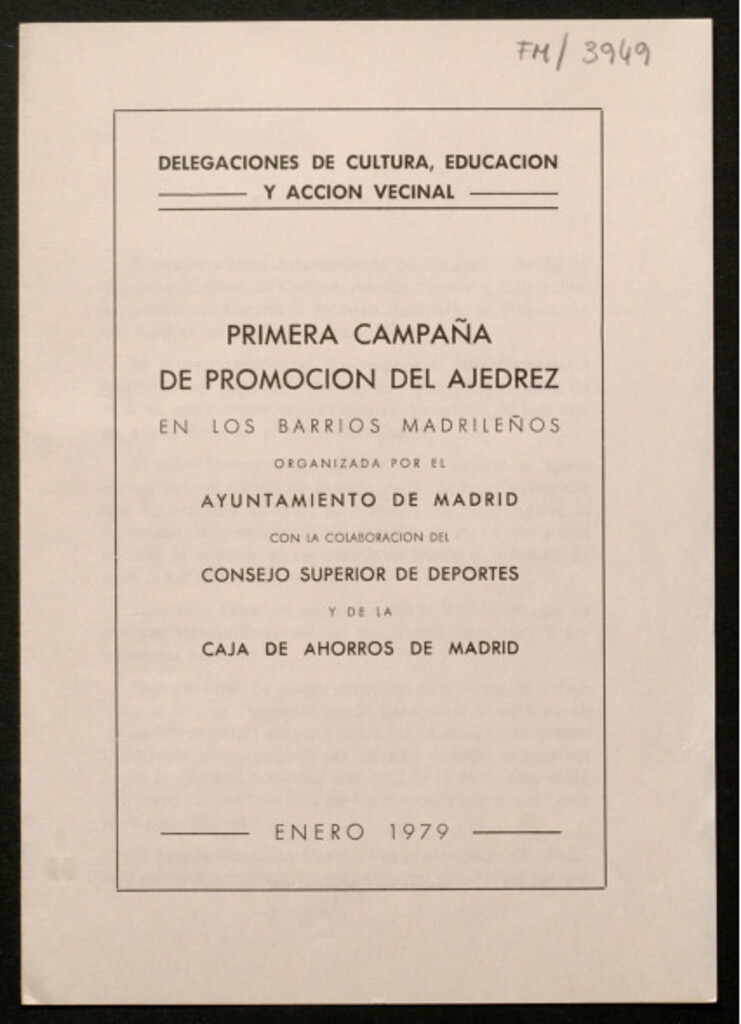 FM/3949
DELEGACIONES DE CULTURA, EDUCACION
Y ACCION VECINAL
PRIMERA CAMPAÑA
DE PROMOCION DEL AJEDREZ
EN LOS BARRIOS MADRILEÑOS
ORGANIZADA POR EL
AYUNTAMIENTO DE MADRID
CON LA COLABORACION DEL
CONSEJO SUPERIOR DE DEPORTES
Y DE LA
CAJA DE AHORROS DE MADRID
ENERO 1979